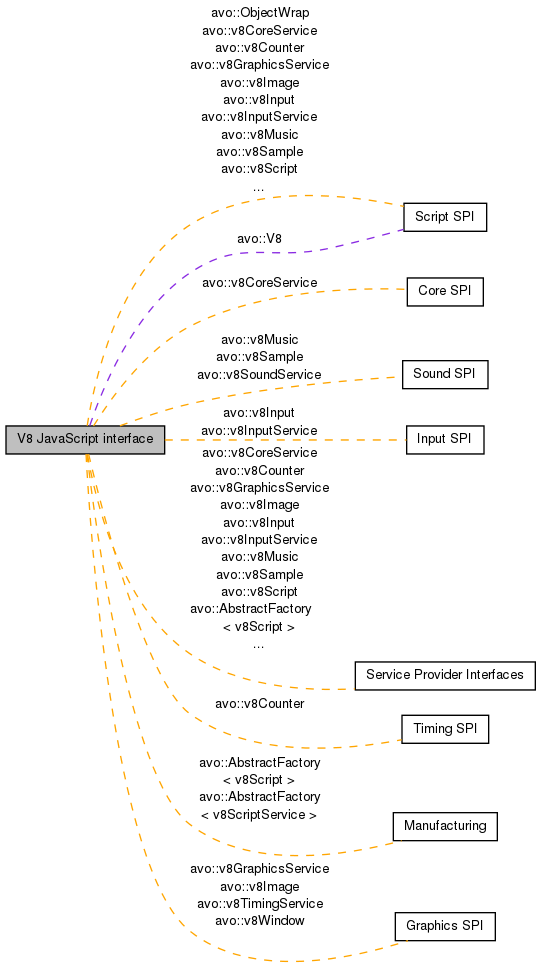 avo::ObjectWrap
avo::v8CoreService
avo::v8Counter
avo::v8GraphicsService
avo::v8Image
avo::v8Input
avo::v8InputService
avo::v8Music
avo::v8Sample
avo::v8Script
...
Script SPI
avo::V8
avo::v8CoreService
Core SPI
avo::v8Music
avo::v8Sample
avo::v8SoundService
Sound SPI
avo::v8Input
avo::v8InputService
V8 JavaScript interface
Input SPI
avo::v8CoreService
avo::v8Counter
avo::v8GraphicsService
avo::v8Image
avo::v8Input
avo::v8InputService
avo::v8Music
avo::v8Sample
avo::v8Script
avo::AbstractFactory
< v8Script >
...
Service Provider Interfaces
avo::v8Counter
Timing SPI
avo::AbstractFactory
< v8Script >
avo::AbstractFactory
< v8ScriptService >
Manufacturing
avo::v8GraphicsService
avo::v8Image
avo::v8TimingService
avo::v8Window
Graphics SPI